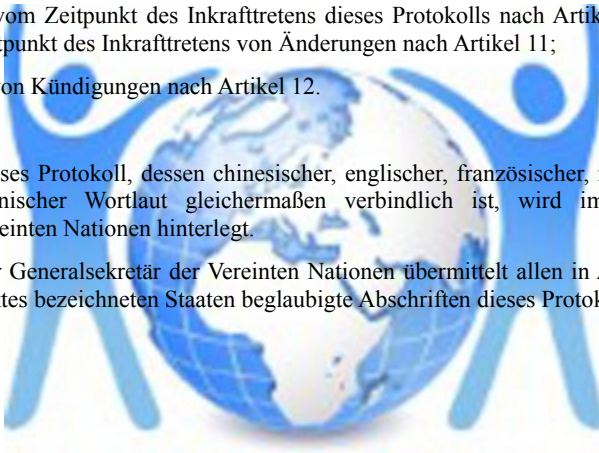 vom Zeitpunkt des Inkrafttretens dieses Protokolls nach Artik
tpunkt des Inkrafttretens von Änderungen nach Artikel 11;
on Kündigungen nach Artikel 12.
ses Protokoll, dessen chinesischer, englischer, französischer,
nischer Wortlaut gleichermaßen verbindlich ist, wird im
einten Nationen hinterlegt.
Generalsekretär der Vereinten Nationen übermittelt allen in
tes bezeichneten Staaten beglaubigte Abschriften dieses Protok